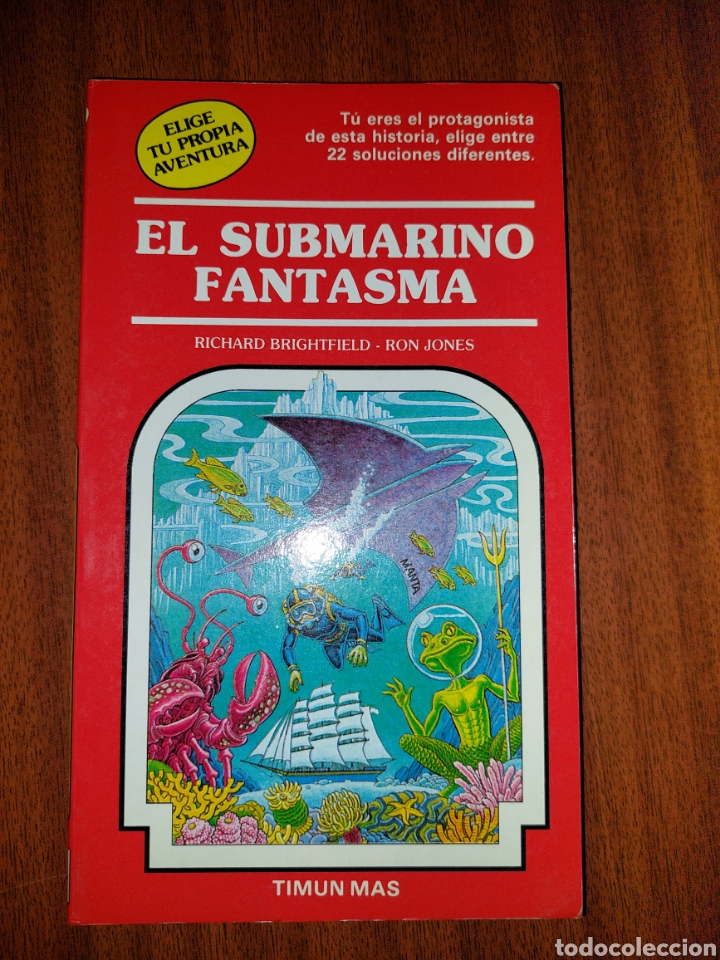 ELIGE
TU PROPIA
AVENTURA
Tú eres el protagonista
de esta historia, elige entre
22 soluciones diferentes.
EL SUBMARINO
FANTASMA
RICHARD BRIGHTFIELD - RON JONES
MANTA
TIMUN MAS
todocoleccion